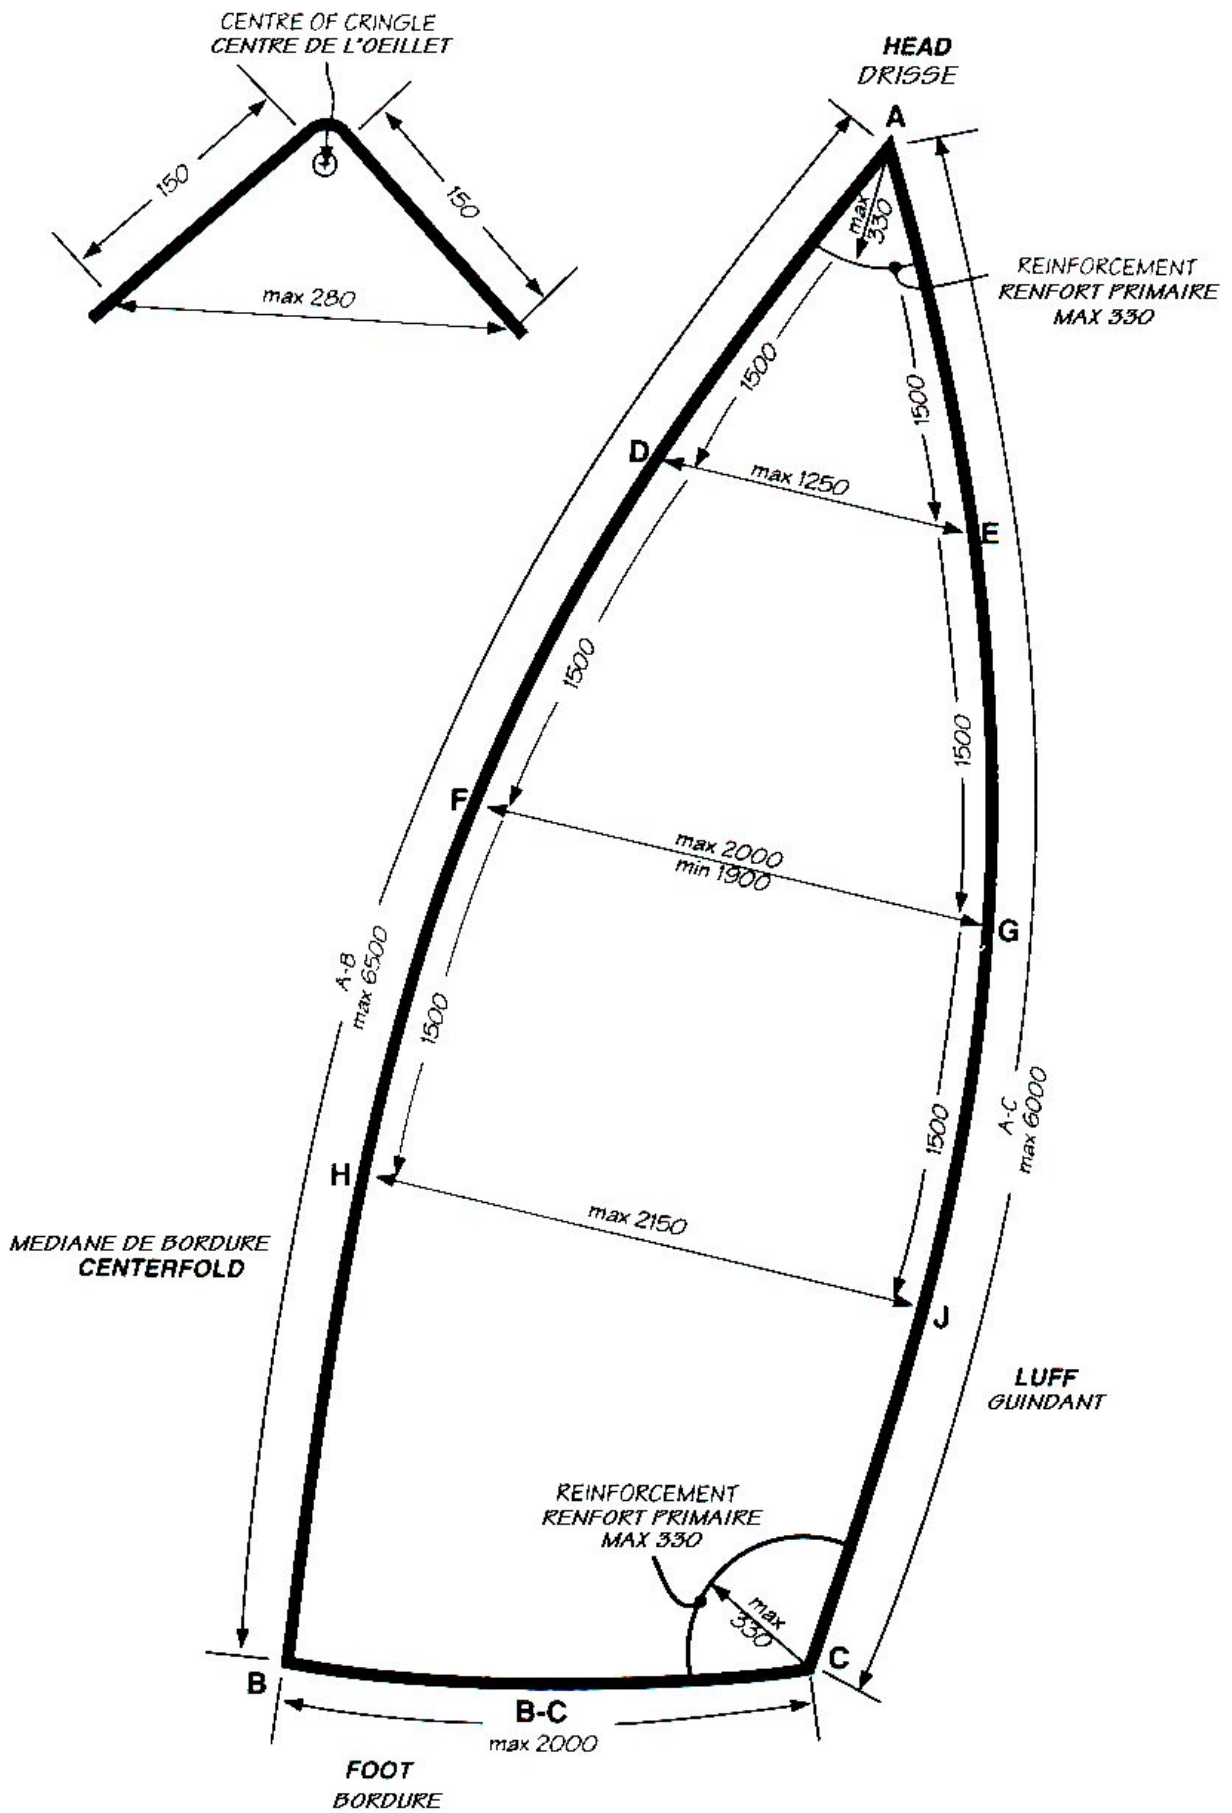 CENTRE OF CRINGLE
CENTRE DE L'OEILLET
150
150
max 280
HEAD
DRISSE
A
max
330
REINFORCEMENT
RENFORT PRIMAIRE
MAX 330
1500
1500
D
max 1250
E
1500
1500
F
max 2000
min 1900
G
A-B
max 6500
1500
1500
A-C
max 6000
H
max 2150
J
MEDIANE DE BORDURE
CENTERFOLD
LUFF
GUINDANT
REINFORCEMENT
RENFORT PRIMAIRE
MAX 330
max
330
B
C
B-C
max 2000
FOOT
BORDURE